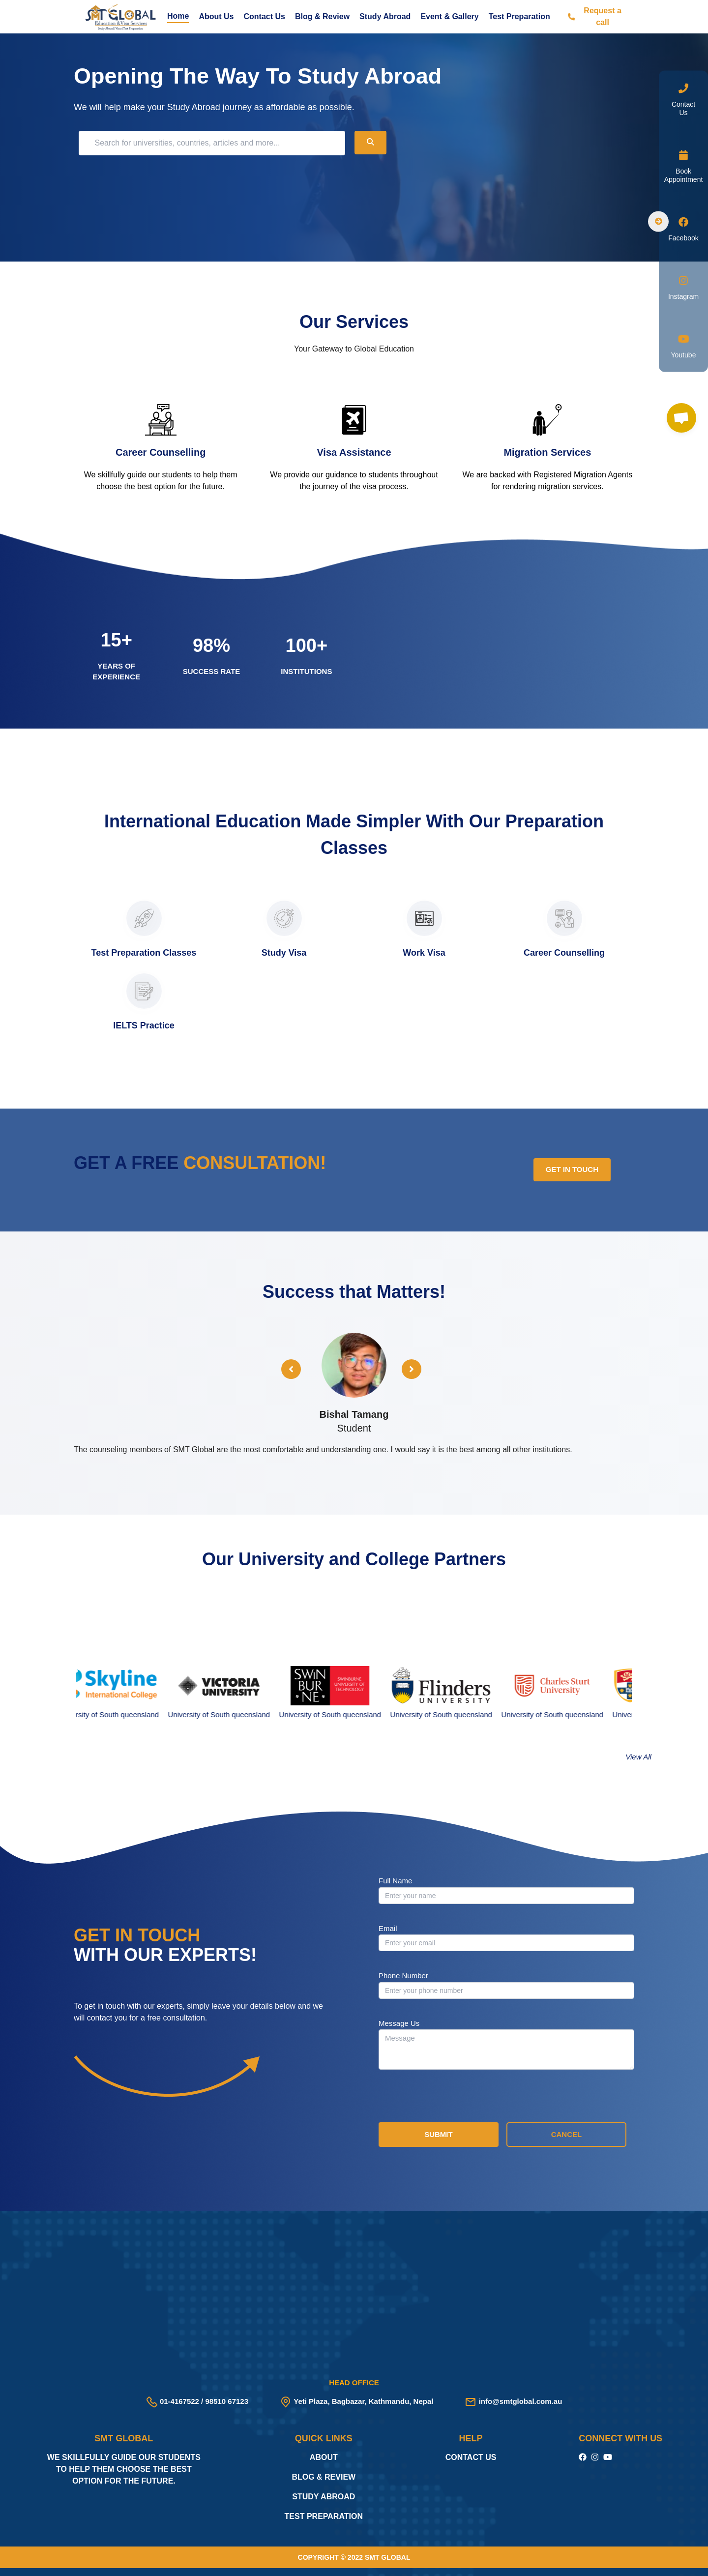 SMT GLOBAL
Education & Visa Services
Home
About Us
Contact Us
Blog & Review
Study Abroad
Event & Gallery
Test Preparation
Request a
call
Opening The Way To Study Abroad
We will help make your Study Abroad journey as affordable as possible.
Search for universities, countries, articles and more...
Contact
Us
Book
Appointment
Facebook
Instagram
Youtube
Our Services
Your Gateway to Global Education
Career Counselling
We skillfully guide our students to help them
choose the best option for the future.
Visa Assistance
We provide our guidance to students throughout
the journey of the visa process.
Migration Services
We are backed with Registered Migration Agents
for rendering migration services.
15+
YEARS OF
EXPERIENCE
98%
SUCCESS RATE
100+
INSTITUTIONS
International Education Made Simpler With Our Preparation
Classes
Test Preparation Classes
Study Visa
Work Visa
Career Counselling
IELTS Practice
GET A FREE CONSULTATION!
GET IN TOUCH
Success that Matters!
Bishal Tamang
Student
The counseling members of SMT Global are the most comfortable and understanding one. I would say it is the best among all other institutions.
Our University and College Partners
Skyline
International College
rsity of South queensland
VICTORIA
UNIVERSITY
University of South queensland
SWIN
BUR
NE
SWINBURNE
UNIVERSITY OF
TECHNOLOGY
University of South queensland
Flinders
UNIVERSITY
University of South queensland
Charles Sturt
University
University of South queensland
Unive
View All
GET IN TOUCH
WITH OUR EXPERTS!
To get in touch with our experts, simply leave your details below and we
will contact you for a free consultation.
Full Name
Enter your name
Email
Enter your email
Phone Number
Enter your phone number
Message Us
Message
SUBMIT
CANCEL
HEAD OFFICE
01-4167522 / 98510 67123
Yeti Plaza, Bagbazar, Kathmandu, Nepal
info@smtglobal.com.au
SMT GLOBAL
WE SKILLFULLY GUIDE OUR STUDENTS
TO HELP THEM CHOOSE THE BEST
OPTION FOR THE FUTURE.
QUICK LINKS
ABOUT
BLOG & REVIEW
STUDY ABROAD
TEST PREPARATION
HELP
CONTACT US
CONNECT WITH US
COPYRIGHT © 2022 SMT GLOBAL